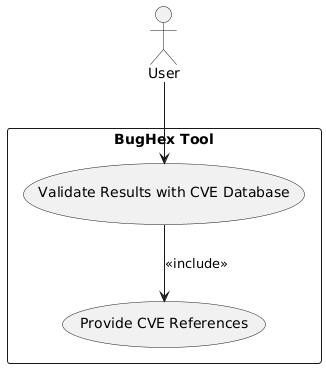 User
BugHex Tool
Validate Results with CVE Database
«include»
Provide CVE References